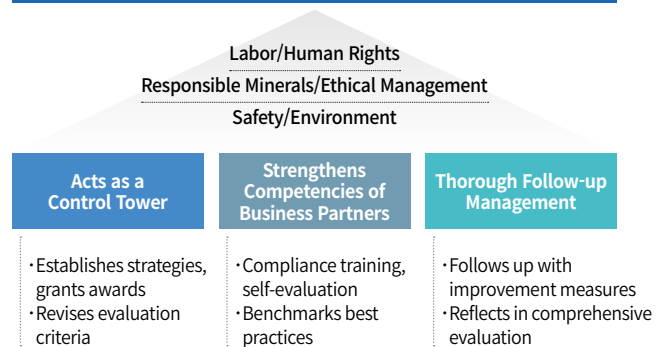 Labor/Human Rights
Responsible Minerals/Ethical Management
Safety/Environment
Acts as a
Control Tower
Strengthens
Competencies of
Business Partners
Thorough Follow-up
Management
·Establishes strategies,
grants awards
·Revises evaluation
criteria
·Compliance training,
self-evaluation
·Benchmarks best
practices
·Follows up with
improvement measures
·Reflects in comprehensive
evaluation